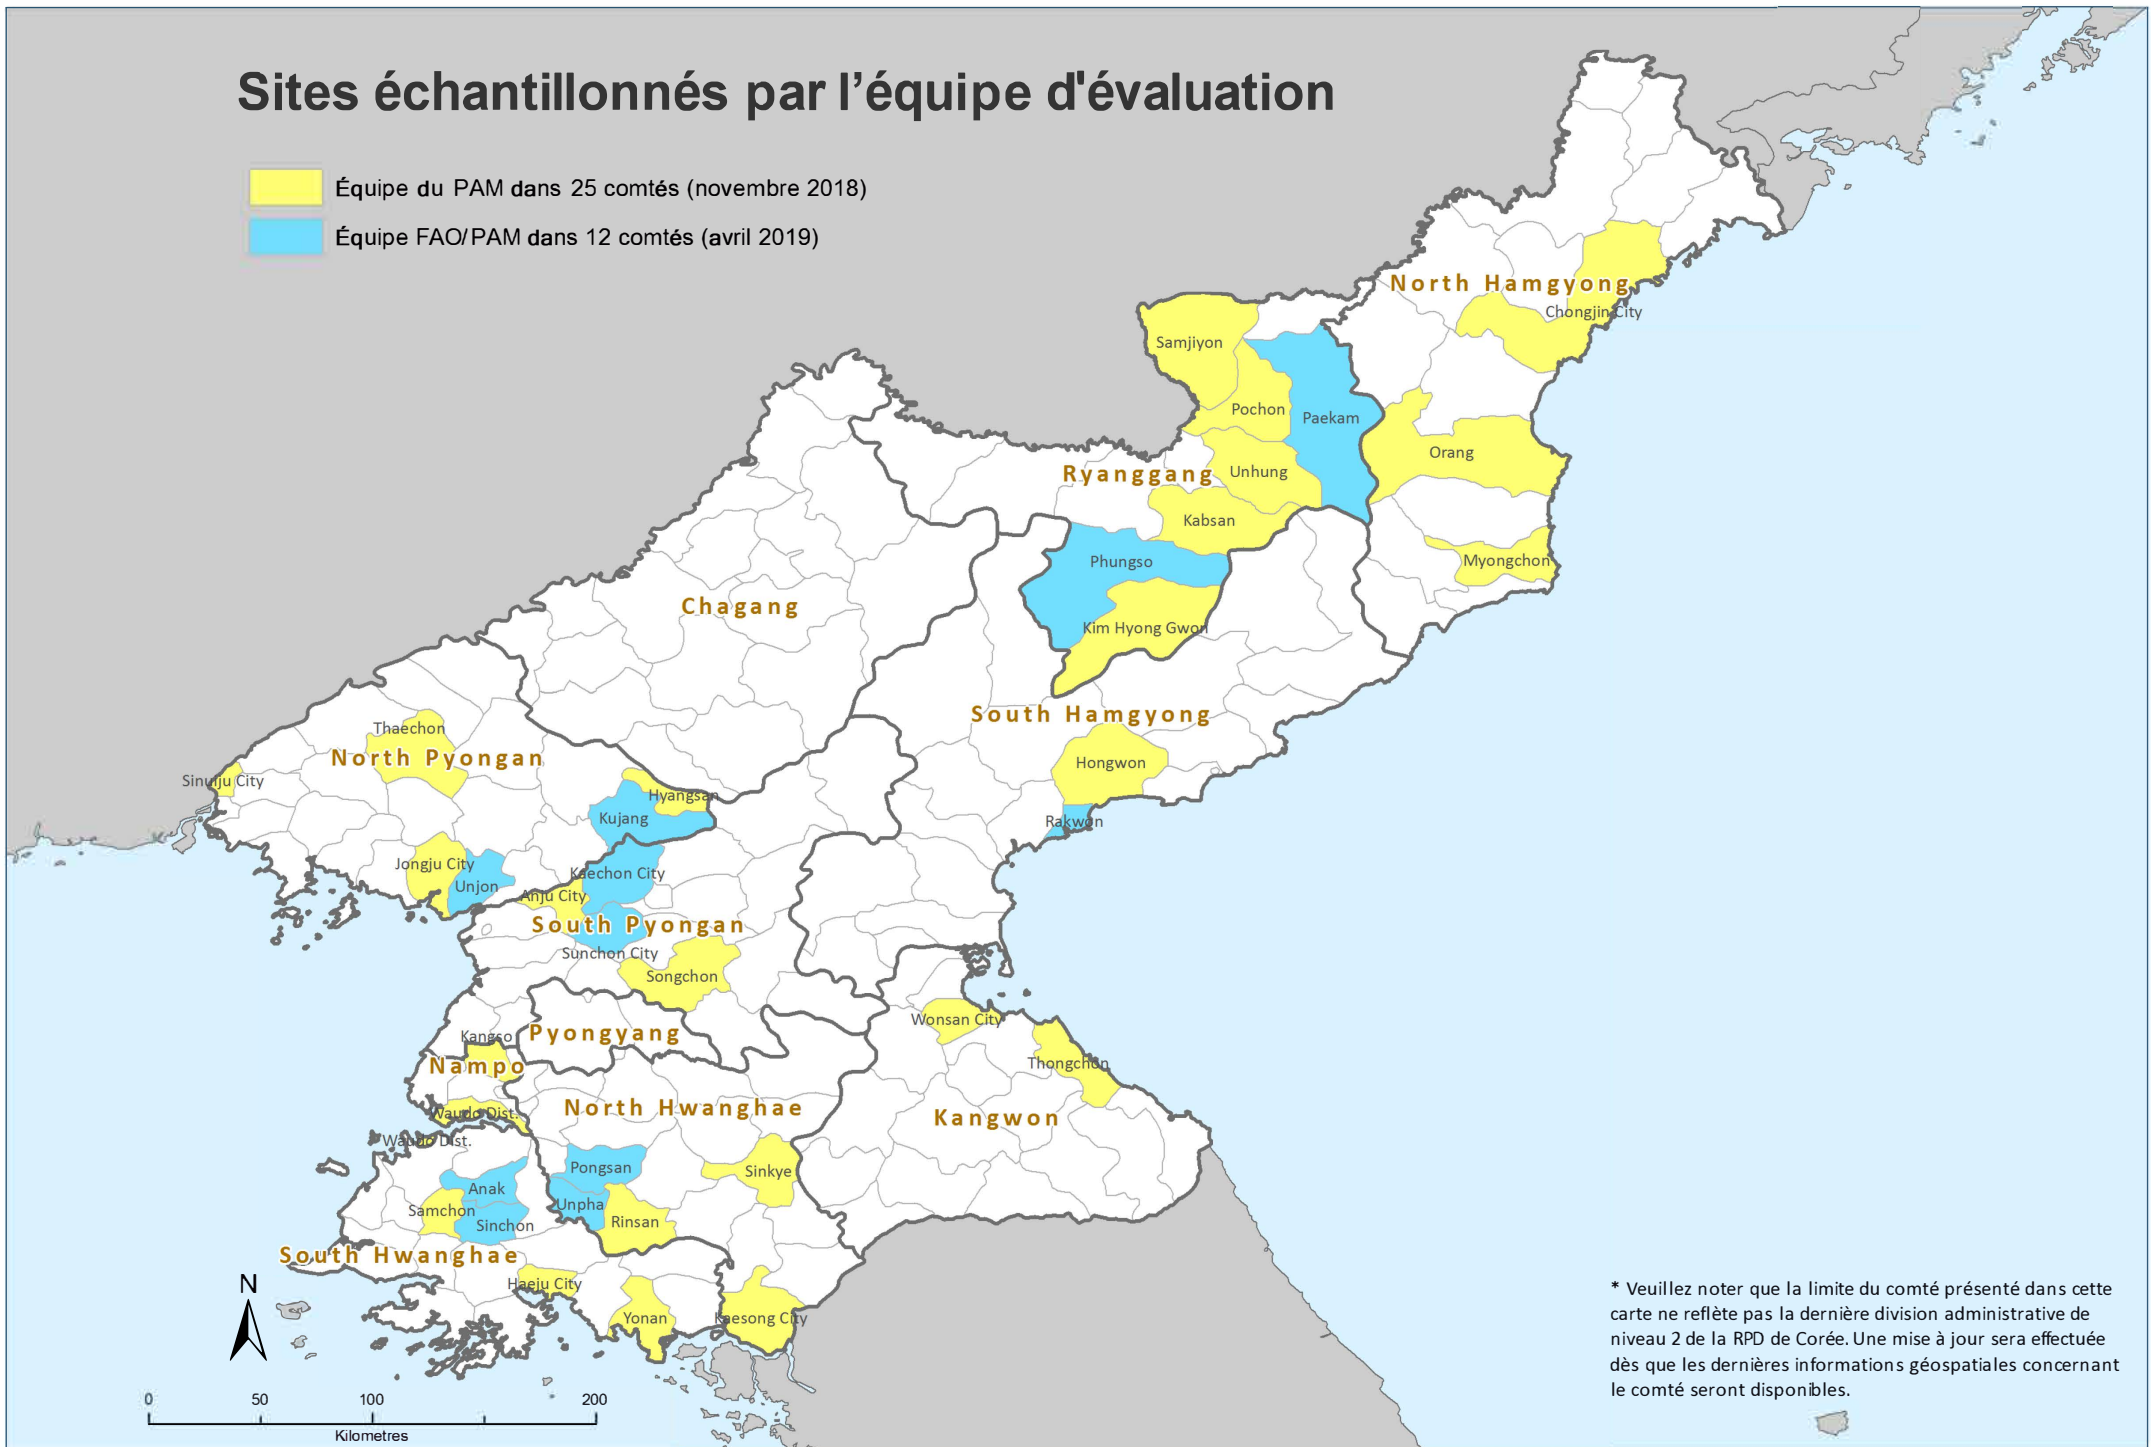 Sites échantillonnés par l’équipe d'évaluation
Équipe du PAM dans 25 comtés (novembre 2018)
Équipe FAO/PAM dans 12 comtés (avril 2019)
North Hamgyong
Chongjin City
Samjiyon
Pochon
Paekam
Orang
Ryanggang
Unhung
Kabsan
Phungso
Myongchon
Chagang
Kim Hyong Gwon
South Hamgyong
Thaechon
North Pyongan
Hongwon
Sinuiju City
Hyangsan
Kujang
Rakwon
Jongju City
Unjon
Kaechon City
Anju City
South Pyongan
Sunchon City
Songchon
Wonsan City
Kangso
Pyongyang
Nampo
Thongchon
Waudo Dist.
North Hwanghae
Kangwon
Waudo Dist.
Pongsan
Sinkye
Anak
Unpha
Samchon
Sinchon
Rinsan
South Hwanghae
Haeju City
Yonan
Kaesong City
N
0 50 100 200
Kilometres
* Veuillez noter que la limite du comté présenté dans cette
carte ne reflète pas la dernière division administrative de
niveau 2 de la RPD de Corée. Une mise à jour sera effectuée
dès que les dernières informations géospatiales concernant
le comté seront disponibles.